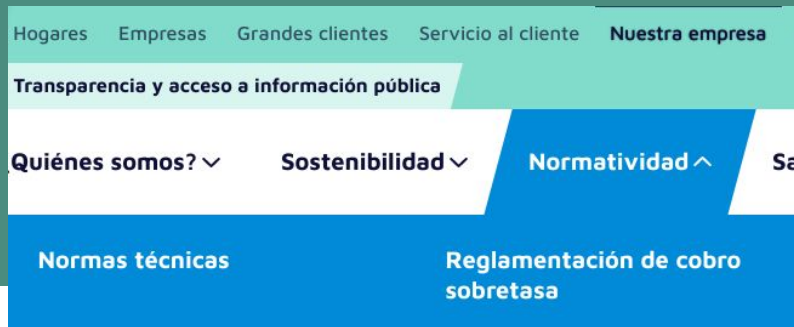 Hogares Empresas Grandes clientes Servicio al cliente Nuestra empresa
Transparencia y acceso a información pública
¿Quiénes somos? Sostenibilidad Normatividad Sa
Normas técnicas Reglamentación de cobro
sobretasa